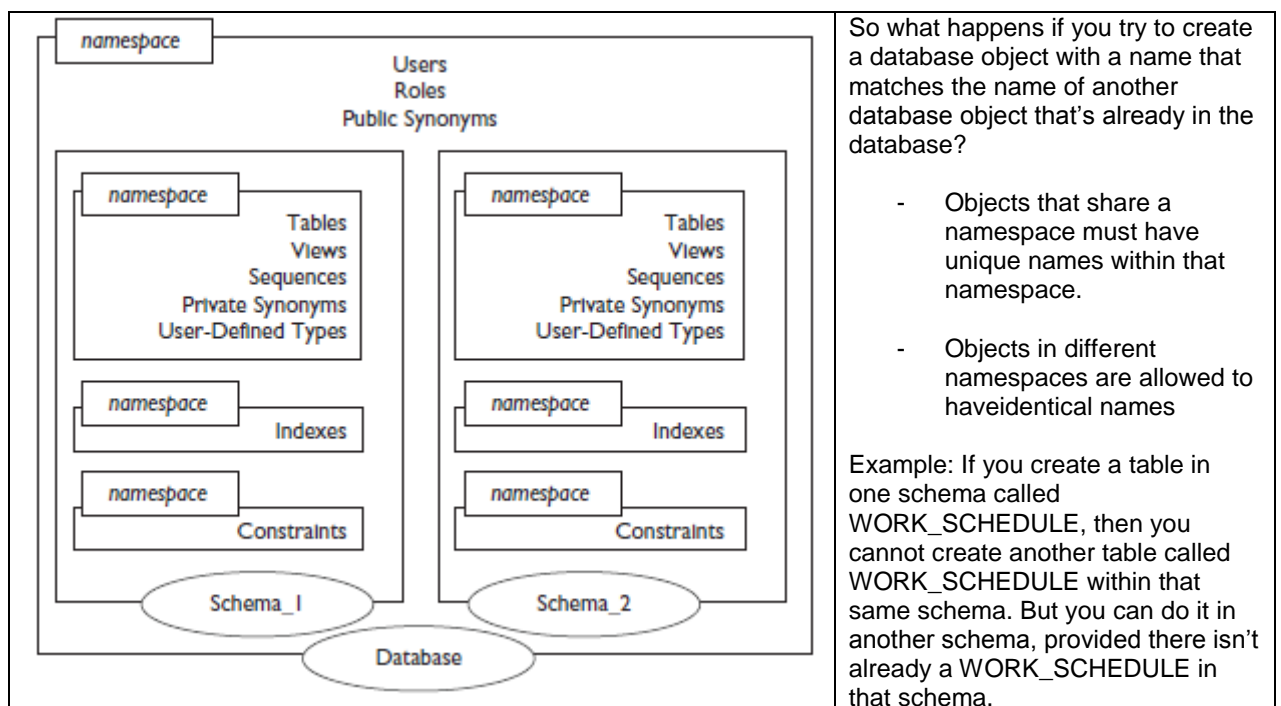 namespace
Users
Roles
Public Synonyms
namespace
Tables
Views
Sequences
Private Synonyms
User-Defined Types
namespace
Indexes
namespace
Constraints
Schema_1
namespace
Tables
Views
Sequences
Private Synonyms
User-Defined Types
namespace
Indexes
namespace
Constraints
Schema_2
Database
So what happens if you try to create
a database object with a name that
matches the name of another
database object that’s already in the
database?
- Objects that share a
namespace must have
unique names within that
namespace.
- Objects in different
namespaces are allowed to
haveidentical names
Example: If you create a table in
one schema called
WORK_SCHEDULE, then you
cannot create another table called
WORK_SCHEDULE within that
same schema. But you can do it in
another schema, provided there isn’t
already a WORK_SCHEDULE in
that schema.